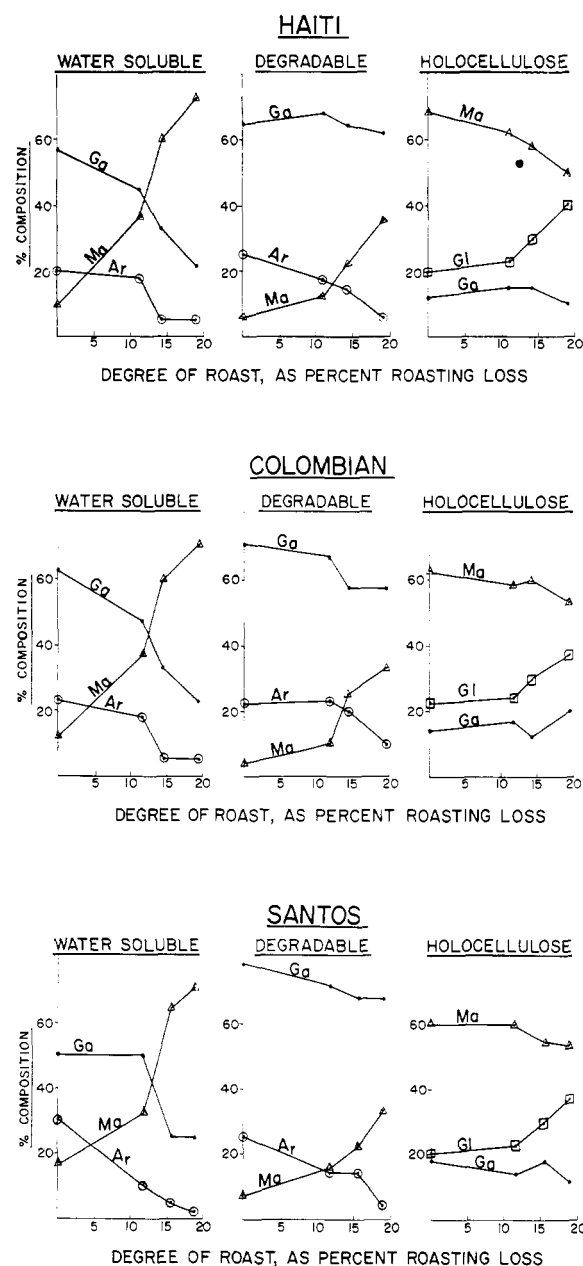 HAITI
WATER SOLUBLE DEGRADABLE HOLOCELLULOSE
% COMPOSITION
60
40
20
Ga
Ma
Ar
5 10 15 20
Ga
Ar
Ma
5 10 15 20
Ma
Gl
Ga
5 10 15 20
DEGREE OF ROAST, AS PERCENT ROASTING LOSS
COLOMBIAN
WATER SOLUBLE DEGRADABLE HOLOCELLULOSE
% COMPOSITION
60
40
20
Ga
Ma
Ar
5 10 15 20
Ga
Ar
Ma
5 10 15 20
Ma
Gl
Ga
5 10 15 20
DEGREE OF ROAST, AS PERCENT ROASTING LOSS
SANTOS
WATER SOLUBLE DEGRADABLE HOLOCELLULOSE
% COMPOSITION
60
40
20
Ga
Ma
Ar
5 10 15 20
Ga
Ar
Ma
5 10 15 20
60
40
20
Ma
Gl
Ga
5 10 15 20
DEGREE OF ROAST, AS PERCENT ROASTING LOSS